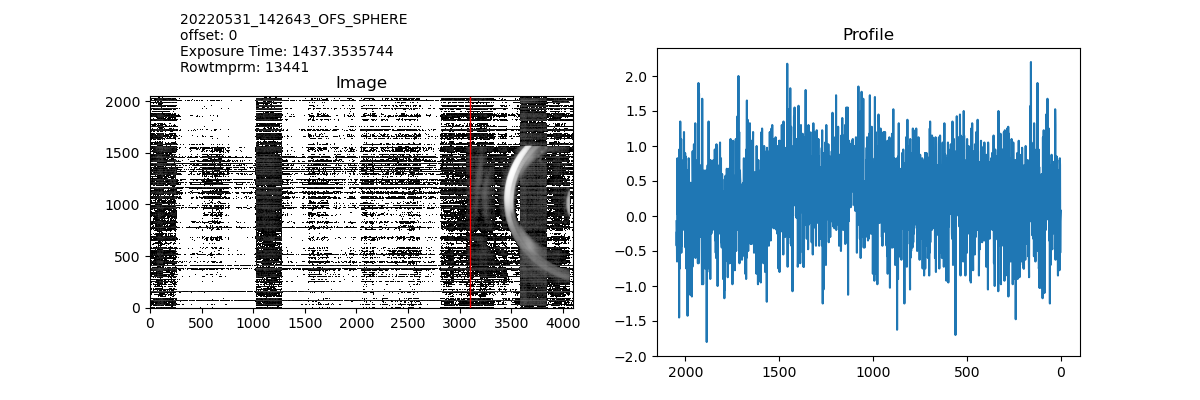 20220531_142643_OFS_SPHERE
offset: 0
Exposure Time: 1437.3535744
Rowtmprm: 13441
Image
2000
1500
1000
500
0
0 500 1000 1500 2000 2500 3000 3500 4000
Profile
2.0
1.5
1.0
0.5
0.0
−0.5
−1.0
−1.5
−2.0
2000 1500 1000 500 0